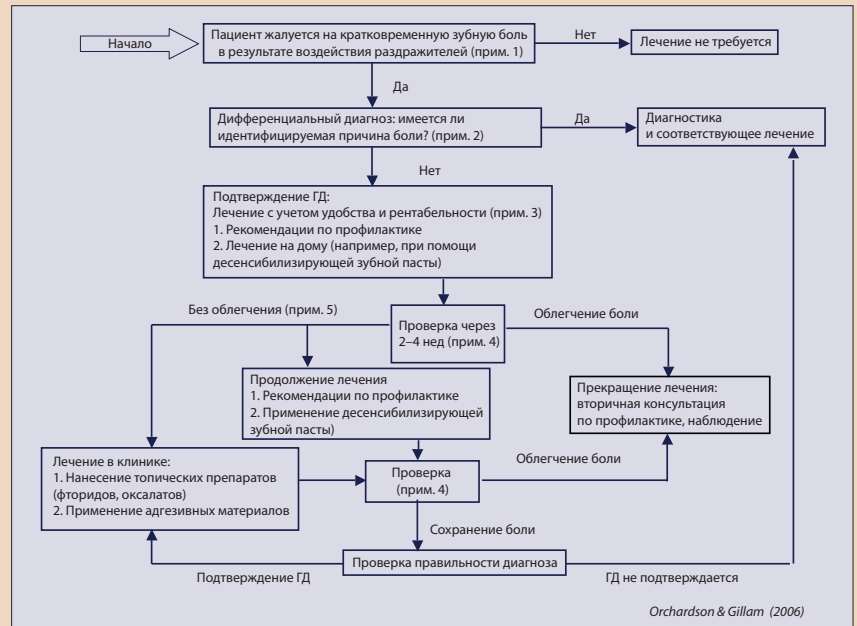 Начало
Пациент жалуется на кратковременную зубную боль
в результате воздействия раздражителей (прим. 1)
Нет
Лечение не требуется
Да
Дифференциальный диагноз: имеется ли
идентифицируемая причина боли? (прим. 2)
Да
Диагностика
и соответствующее лечение
Нет
Подтверждение ГД:
Лечение с учетом удобства и рентабельности (прим. 3)
1. Рекомендации по профилактике
2. Лечение на дому (например, при помощи
десенсибилизирующей зубной пасты)
Без облегчения (прим. 5)
Проверка через
2–4 нед (прим. 4)
Облегчение боли
Продолжение лечения
1. Рекомендации по профилактике
2. Применение десенсибилизирующей
зубной пасты)
Прекращение лечения:
вторичная консультация
по профилактике, наблюдение
Лечение в клинике:
1. Нанесение топических препаратов
(фторидов, оксалатов)
2. Применение адгезивных материалов
Проверка
(прим. 4)
Облегчение боли
Сохранение боли
Проверка правильности диагноза
Подтверждение ГД
ГД не подтверждается
Orchardson & Gillam (2006)